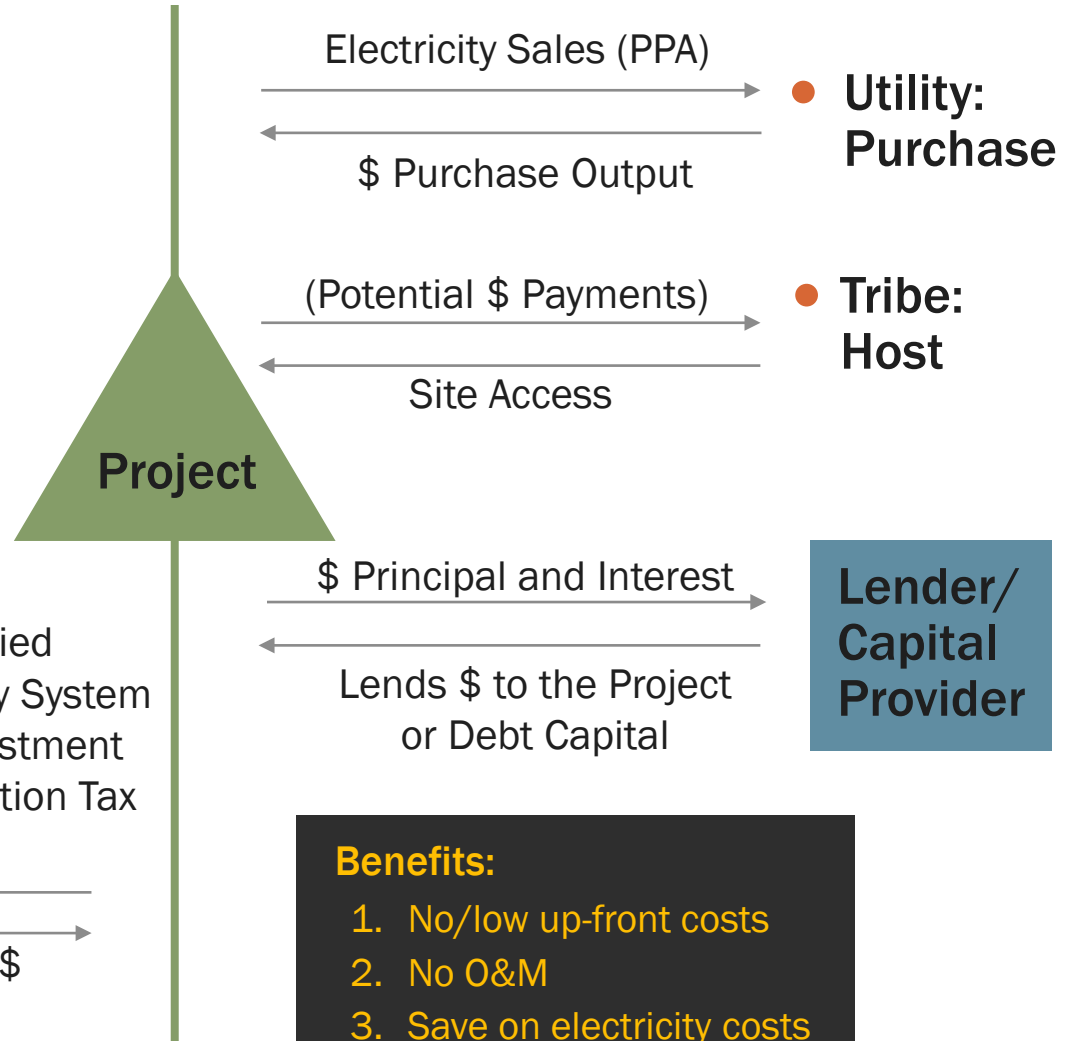 Electricity Sales (PPA)
$ Purchase Output
• Utility:
Purchase
(Potential $ Payments)
Site Access
• Tribe:
Host
Project
$ Principal and Interest
Lends $ to the Project
or Debt Capital
Lender/
Capital
Provider
System
tion Tax
$
Benefits:
1. No/low up-front costs
2. No O&M
3. Save on electricity costs